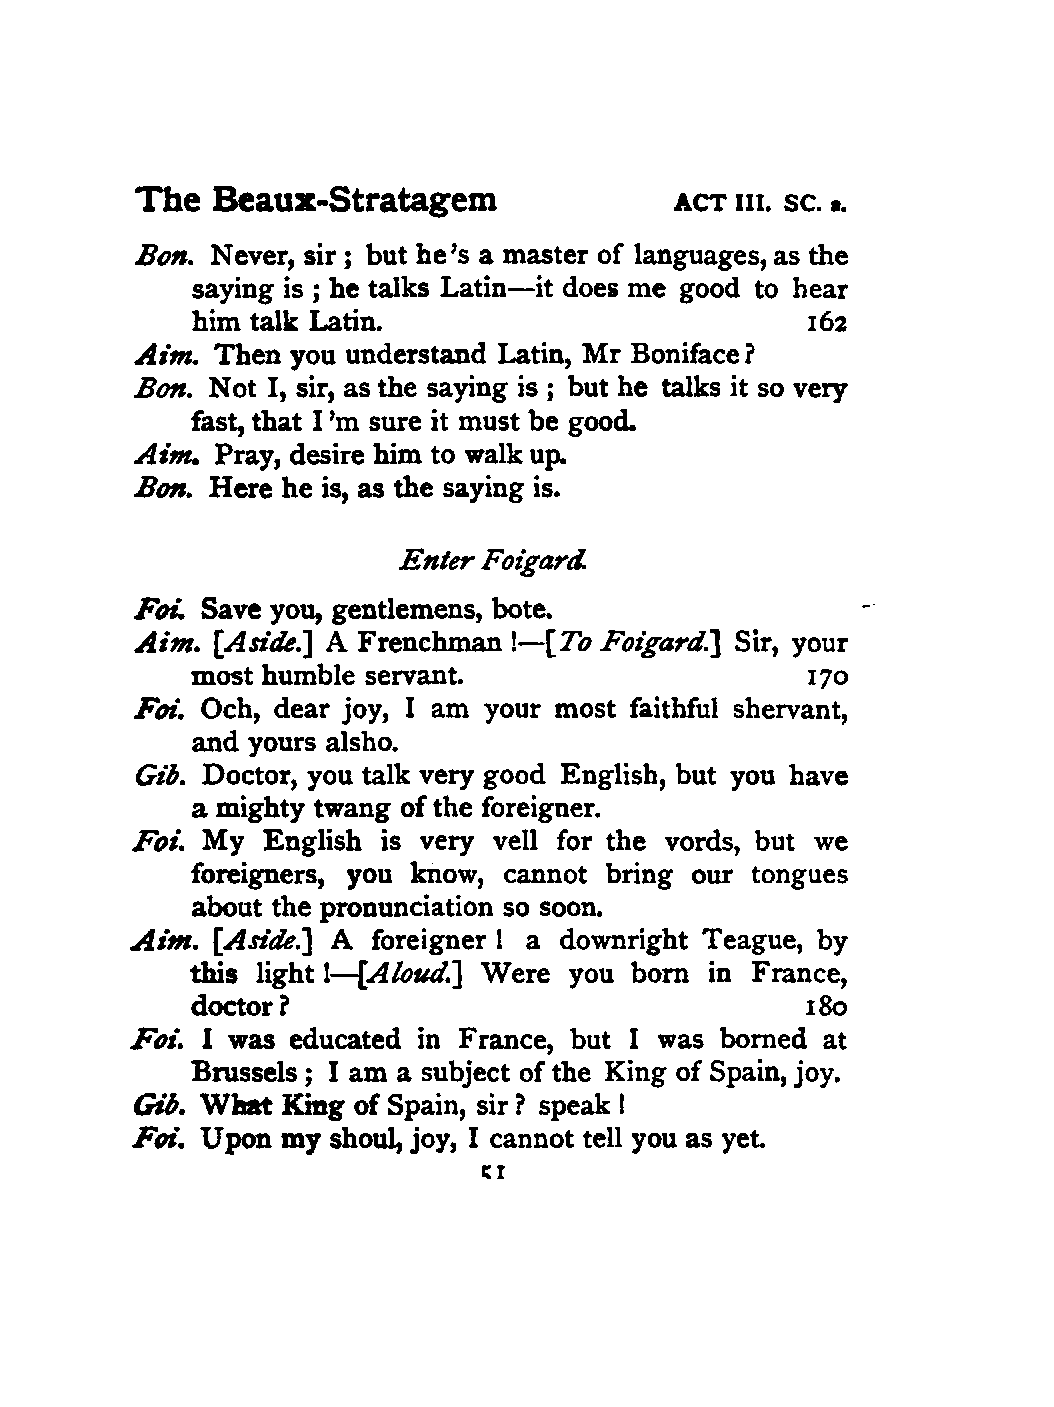 The Beaux-Stratagem ACT III. SC. 2.
Bon. Never, sir; but he's a master of languages, as the
saying is; he talks Latin—it does me good to hear
him talk Latin. 162
Aim. Then you understand Latin, Mr Boniface?
Bon. Not I, sir, as the saying is; but he talks it so very
fast, that I'm sure it must be good.
Aim. Pray, desire him to walk up.
Bon. Here he is, as the saying is.
Enter Foigard.
Foi. Save you, gentlemens, bote.
Aim. [Aside.] A Frenchman!—[To Foigard.] Sir, your
most humble servant. 170
Foi. Och, dear joy, I am your most faithful shervant,
and yours alsho.
Gib. Doctor, you talk very good English, but you have
a mighty twang of the foreigner.
Foi. My English is very vell for the vords, but we
foreigners, you know, cannot bring our tongues
about the pronunciation so soon.
Aim. [Aside.] A foreigner! a downright Teague, by
this light!—[Aloud.] Were you born in France,
doctor? 180
Foi. I was educated in France, but I was borned at
Brussels; I am a subject of the King of Spain, joy.
Gib. What King of Spain, sir? speak!
Foi. Upon my shoul, joy, I cannot tell you as yet.
51